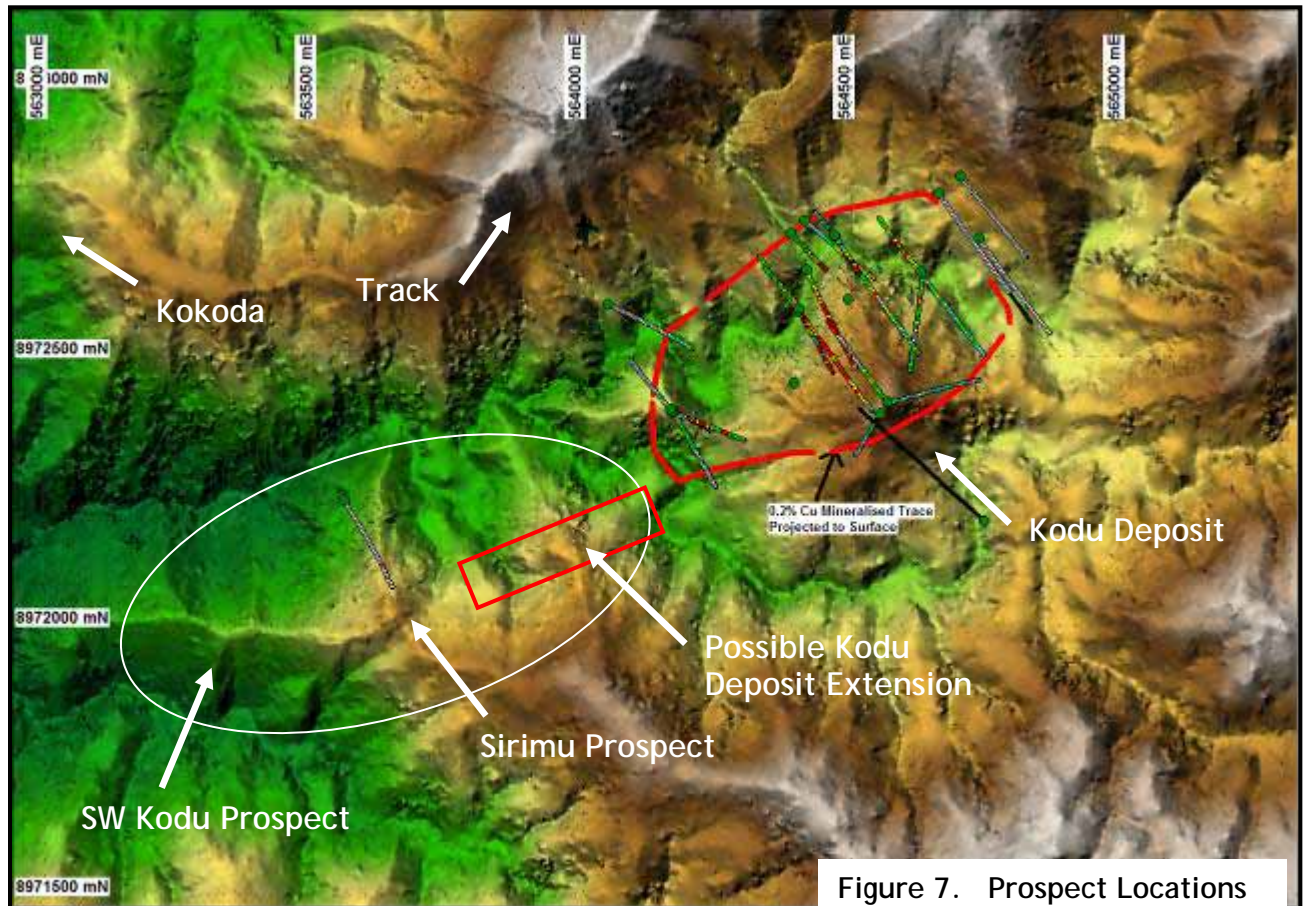 563000 mE
563500 mE
564000 mE
564500 mE
565000 mE
Kokoda
Track
8972500 mN
0.2% Cu Mineralised Trace
Projected to Surface
Kodu Deposit
8972000 mN
Possible Kodu
Deposit Extension
Sirimu Prospect
SW Kodu Prospect
8971500 mN
Figure 7. Prospect Locations